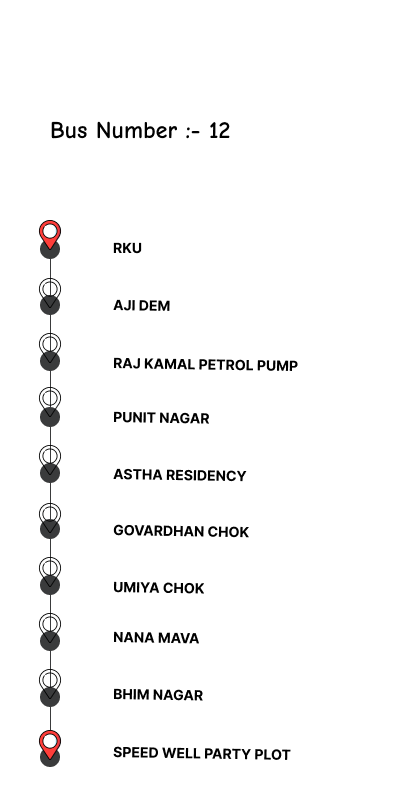 Bus Number :- 12
RKU
AJI DEM
RAJ KAMAL PETROL PUMP
PUNIT NAGAR
ASTHA RESIDENCY
GOVARDHAN CHOK
UMIYA CHOK
NANA MAVA
BHIM NAGAR
SPEED WELL PARTY PLOT